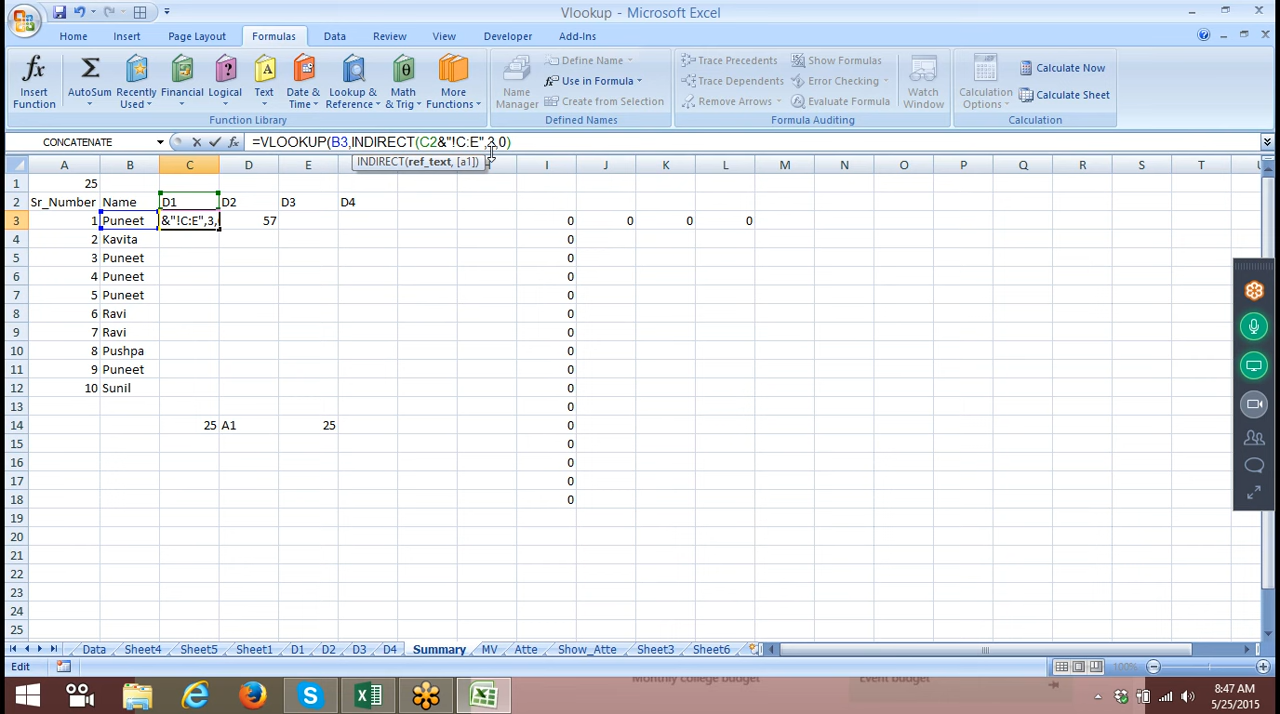 Vlookup - Microsoft Excel
Home Insert Page Layout Formulas Data Review View Developer Add-Ins
Insert Function
AutoSum
Recently Used
Financial
Logical
Text
Date & Time
Lookup & Reference
Math & Trig
More Functions
Function Library
Name Manager
Define Name
Use in Formula
Create from Selection
Defined Names
Trace Precedents
Trace Dependents
Remove Arrows
Show Formulas
Error Checking
Evaluate Formula
Formula Auditing
Watch Window
Calculation Options
Calculate Now
Calculate Sheet
Calculation
CONCATENATE =VLOOKUP(B3,INDIRECT(C2&"!C:E",3,0)
INDIRECT(ref_text, [a1])
A B C D E I J K L M N O P Q R S T U
1 25
2 Sr_Number Name D1 D2 D3 D4
3 1 Puneet &"!C:E",3, 57 0 0 0 0
4 2 Kavita 0
5 3 Puneet 0
6 4 Puneet 0
7 5 Puneet 0
8 6 Ravi 0
9 7 Ravi 0
10 8 Pushpa 0
11 9 Puneet 0
12 10 Sunil 0
13 0
14 25 A1 25 0
15 0
16 0
17 0
18 0
19
20
21
22
23
24
25
Data Sheet4 Sheet5 Sheet1 D1 D2 D3 D4 Summary MV Atte Show_Atte Sheet3 Sheet6
Edit 100%
Monthly college budget Event budget
8:47 AM
5/25/2015